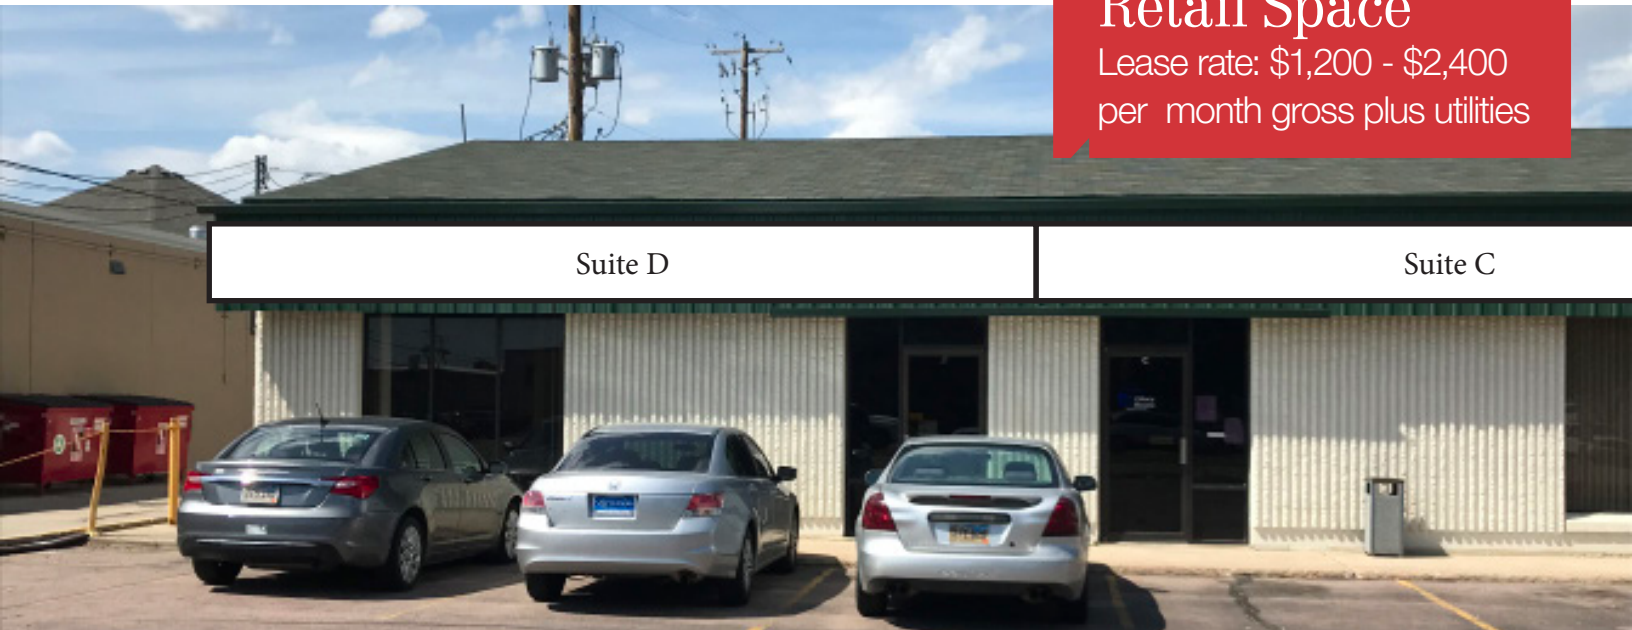 Retail Space
Lease rate: $1,200 - $2,400
per month gross plus utilities
Suite D
Suite C
C